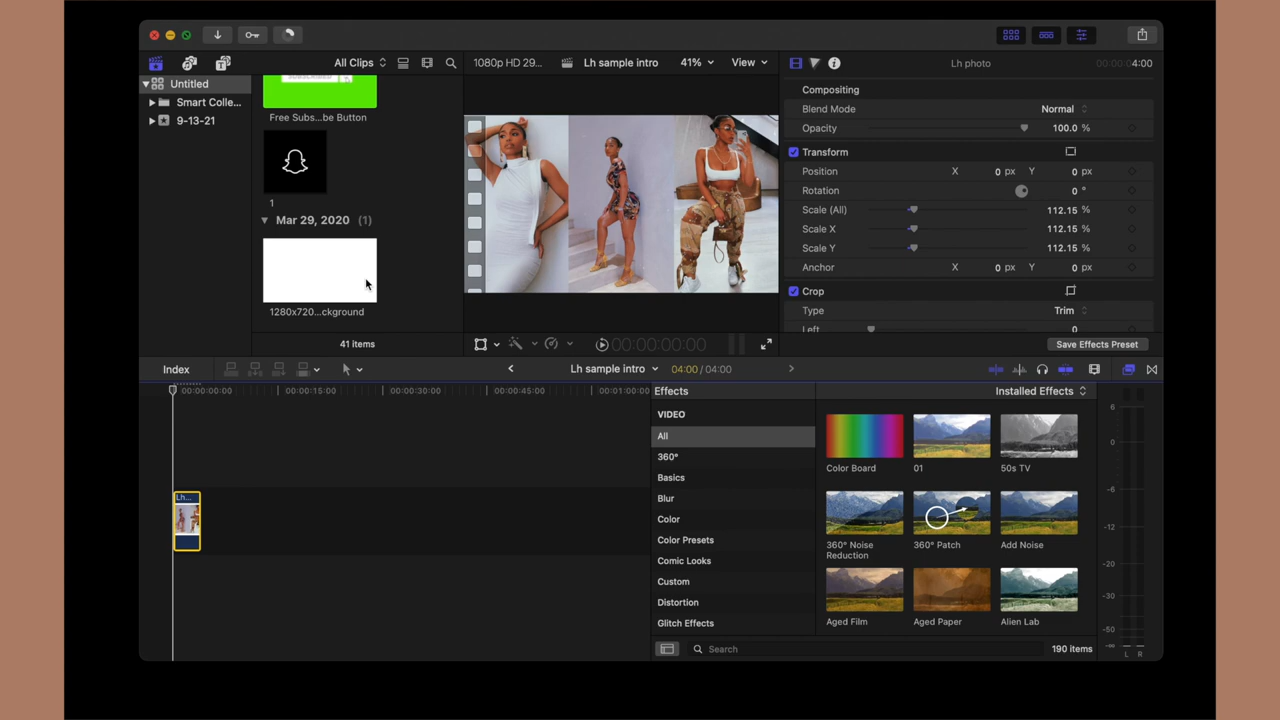 All Clips
1080p HD 29...
Lh sample intro
41%
View
Lh photo
4:00
Untitled
Smart Colle...
9-13-21
Free Subs...be Button
1
Mar 29, 2020 (1)
1280x720...ckground
41 items
00:00:00:00
Compositing
Blend Mode Normal
Opacity 100.0 %
Transform
Position X 0 px Y 0 px
Rotation 0 °
Scale (All) 112.15 %
Scale X 112.15 %
Scale Y 112.15 %
Anchor X 0 px Y 0 px
Crop
Type Trim
Left 0
Save Effects Preset
Index
Lh sample intro
04:00 / 04:00
00:00:00:00
00:00:15:00
00:00:30:00
00:00:45:00
00:01:00:00
Lh...
Effects
Installed Effects
VIDEO
All
360°
Basics
Blur
Color
Color Presets
Comic Looks
Custom
Distortion
Glitch Effects
Color Board
01
50s TV
360° Noise
Reduction
360° Patch
Add Noise
Aged Film
Aged Paper
Alien Lab
Search
190 items
6
0
-6
-12
-20
-30
-50
-∞
L R